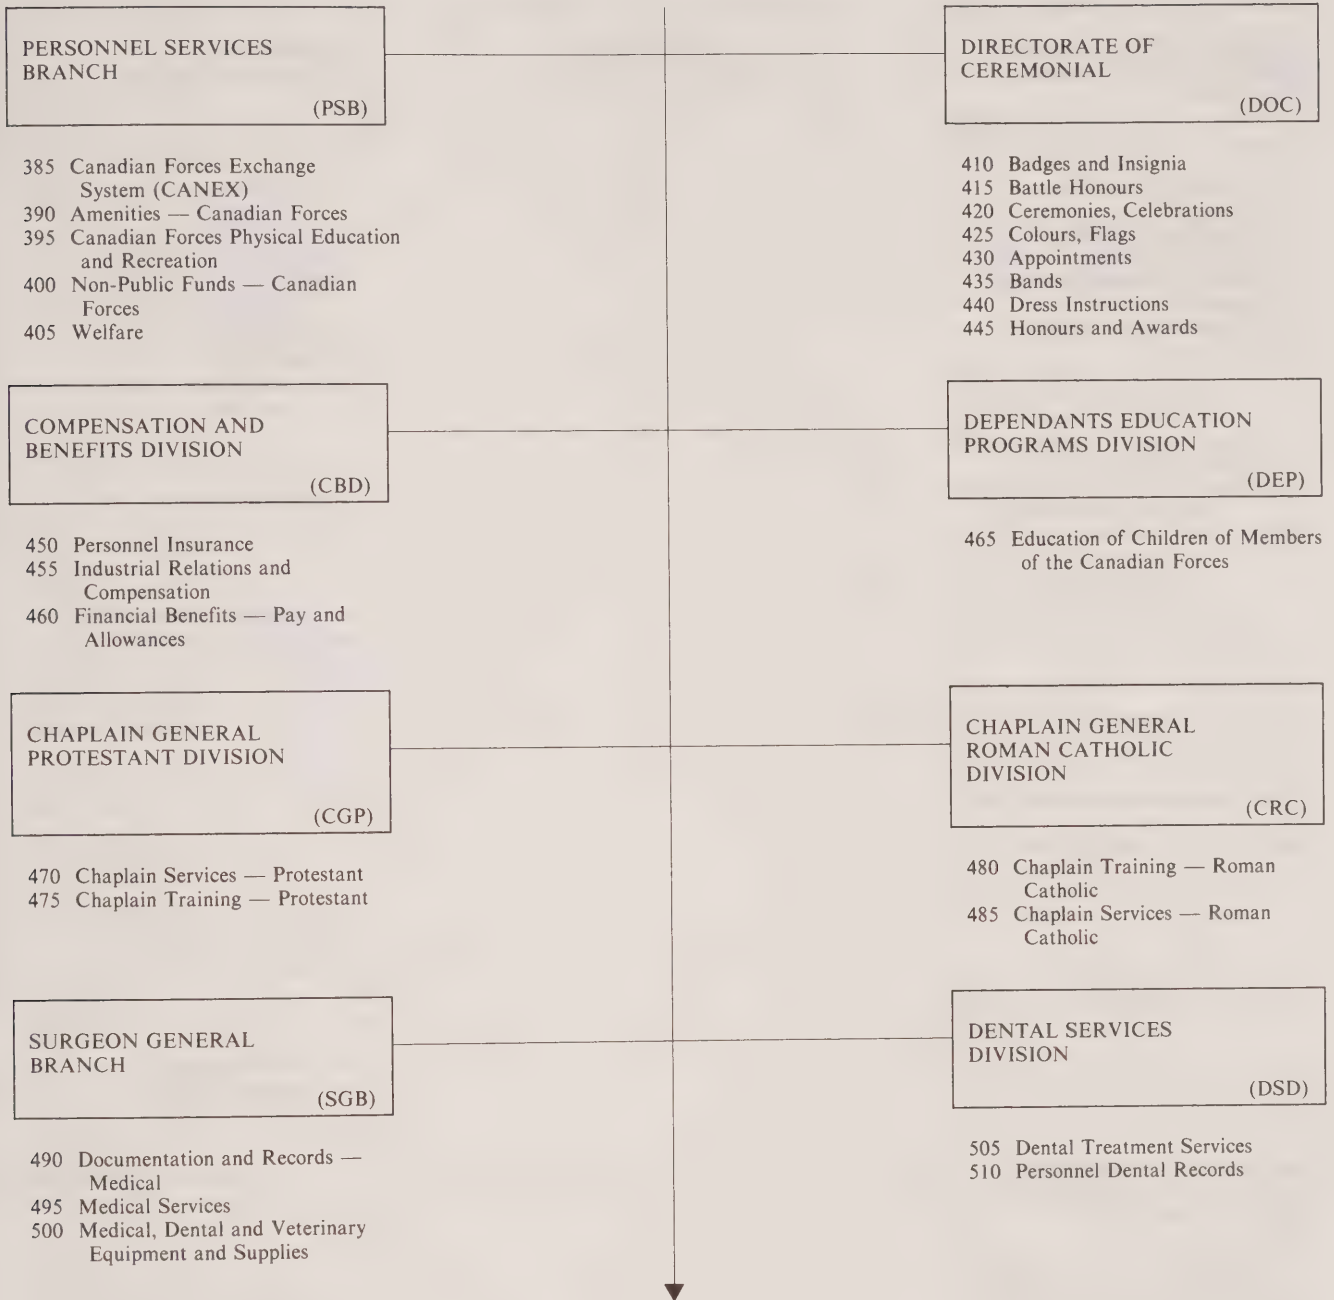 PERSONNEL SERVICES
BRANCH
(PSB)
385 Canadian Forces Exchange
System (CANEX)
390 Amenities — Canadian Forces
395 Canadian Forces Physical Education
and Recreation
400 Non-Public Funds — Canadian
Forces
405 Welfare
DIRECTORATE OF
CEREMONIAL
(DOC)
410 Badges and Insignia
415 Battle Honours
420 Ceremonies, Celebrations
425 Colours, Flags
430 Appointments
435 Bands
440 Dress Instructions
445 Honours and Awards
COMPENSATION AND
BENEFITS DIVISION
(CBD)
450 Personnel Insurance
455 Industrial Relations and
Compensation
460 Financial Benefits — Pay and
Allowances
DEPENDANTS EDUCATION
PROGRAMS DIVISION
(DEP)
465 Education of Children of Members
of the Canadian Forces
CHAPLAIN GENERAL
PROTESTANT DIVISION
(CGP)
470 Chaplain Services — Protestant
475 Chaplain Training — Protestant
CHAPLAIN GENERAL
ROMAN CATHOLIC
DIVISION
(CRC)
480 Chaplain Training — Roman
Catholic
485 Chaplain Services — Roman
Catholic
SURGEON GENERAL
BRANCH
(SGB)
490 Documentation and Records —
Medical
495 Medical Services
500 Medical, Dental and Veterinary
Equipment and Supplies
DENTAL SERVICES
DIVISION
(DSD)
505 Dental Treatment Services
510 Personnel Dental Records